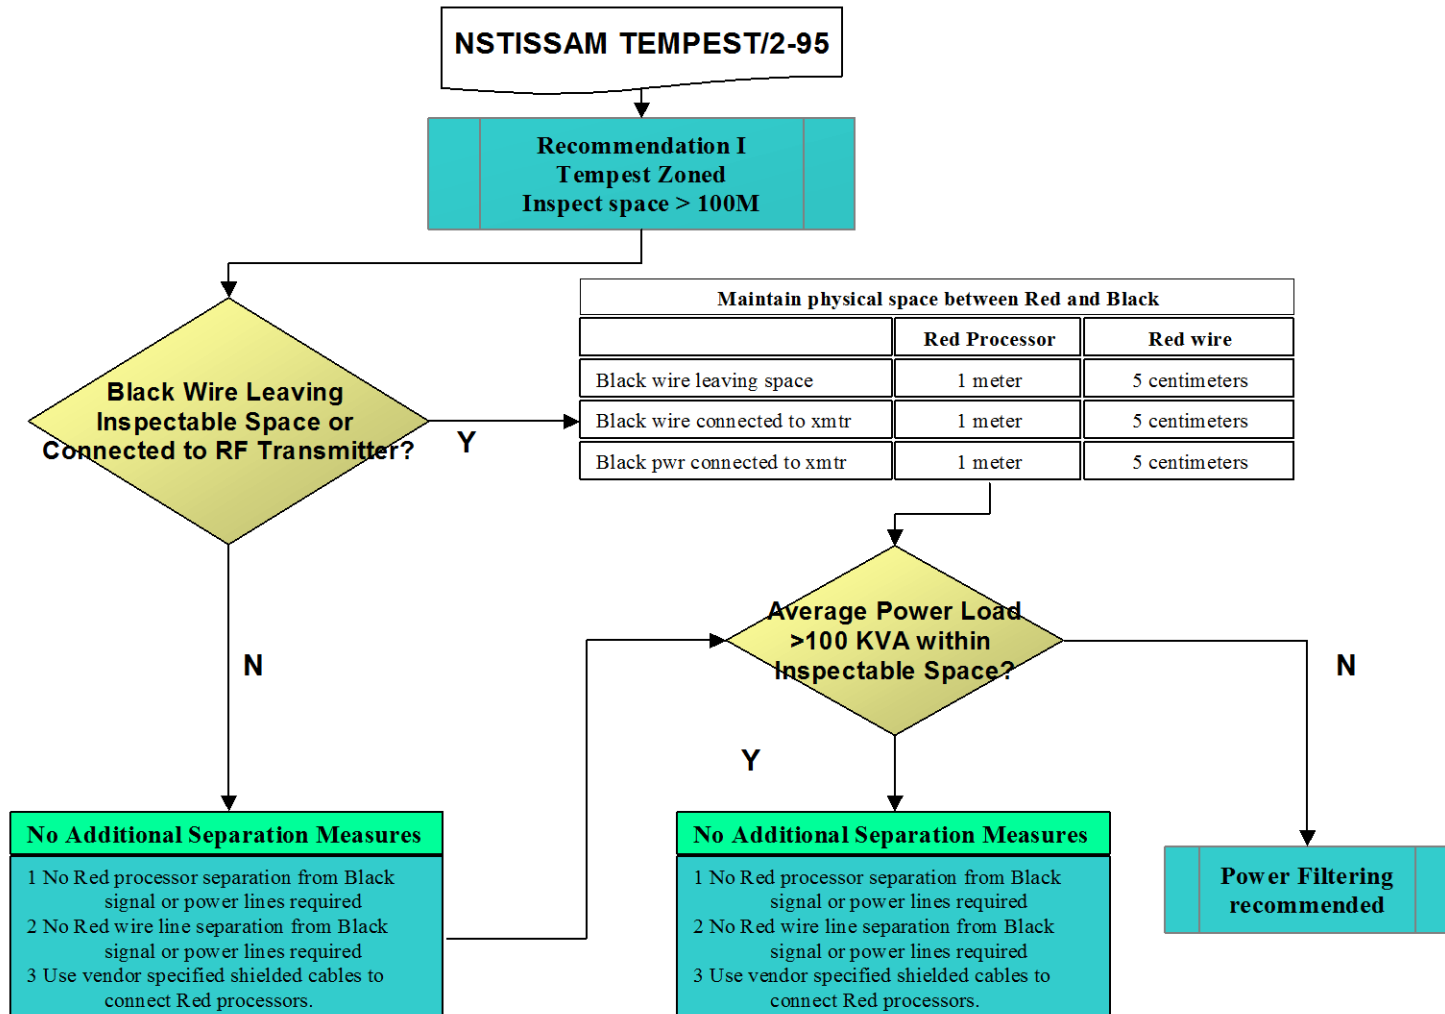 NSTISSAM TEMPEST/2-95
Recommendation I
Tempest Zoned
Inspect space > 100M
Black Wire Leaving
Inspectable Space or
Connected to RF Transmitter?
Y
N
Maintain physical space between Red and Black
Red Processor Red wire
Black wire leaving space 1 meter 5 centimeters
Black wire connected to xmtr 1 meter 5 centimeters
Black pwr connected to xmtr 1 meter 5 centimeters
Average Power Load
>100 KVA within
Inspectable Space?
Y
N
No Additional Separation Measures
1 No Red processor separation from Black
signal or power lines required
2 No Red wire line separation from Black
signal or power lines required
3 Use vendor specified shielded cables to
connect Red processors.
No Additional Separation Measures
1 No Red processor separation from Black
signal or power lines required
2 No Red wire line separation from Black
signal or power lines required
3 Use vendor specified shielded cables to
connect Red processors.
Power Filtering
recommended